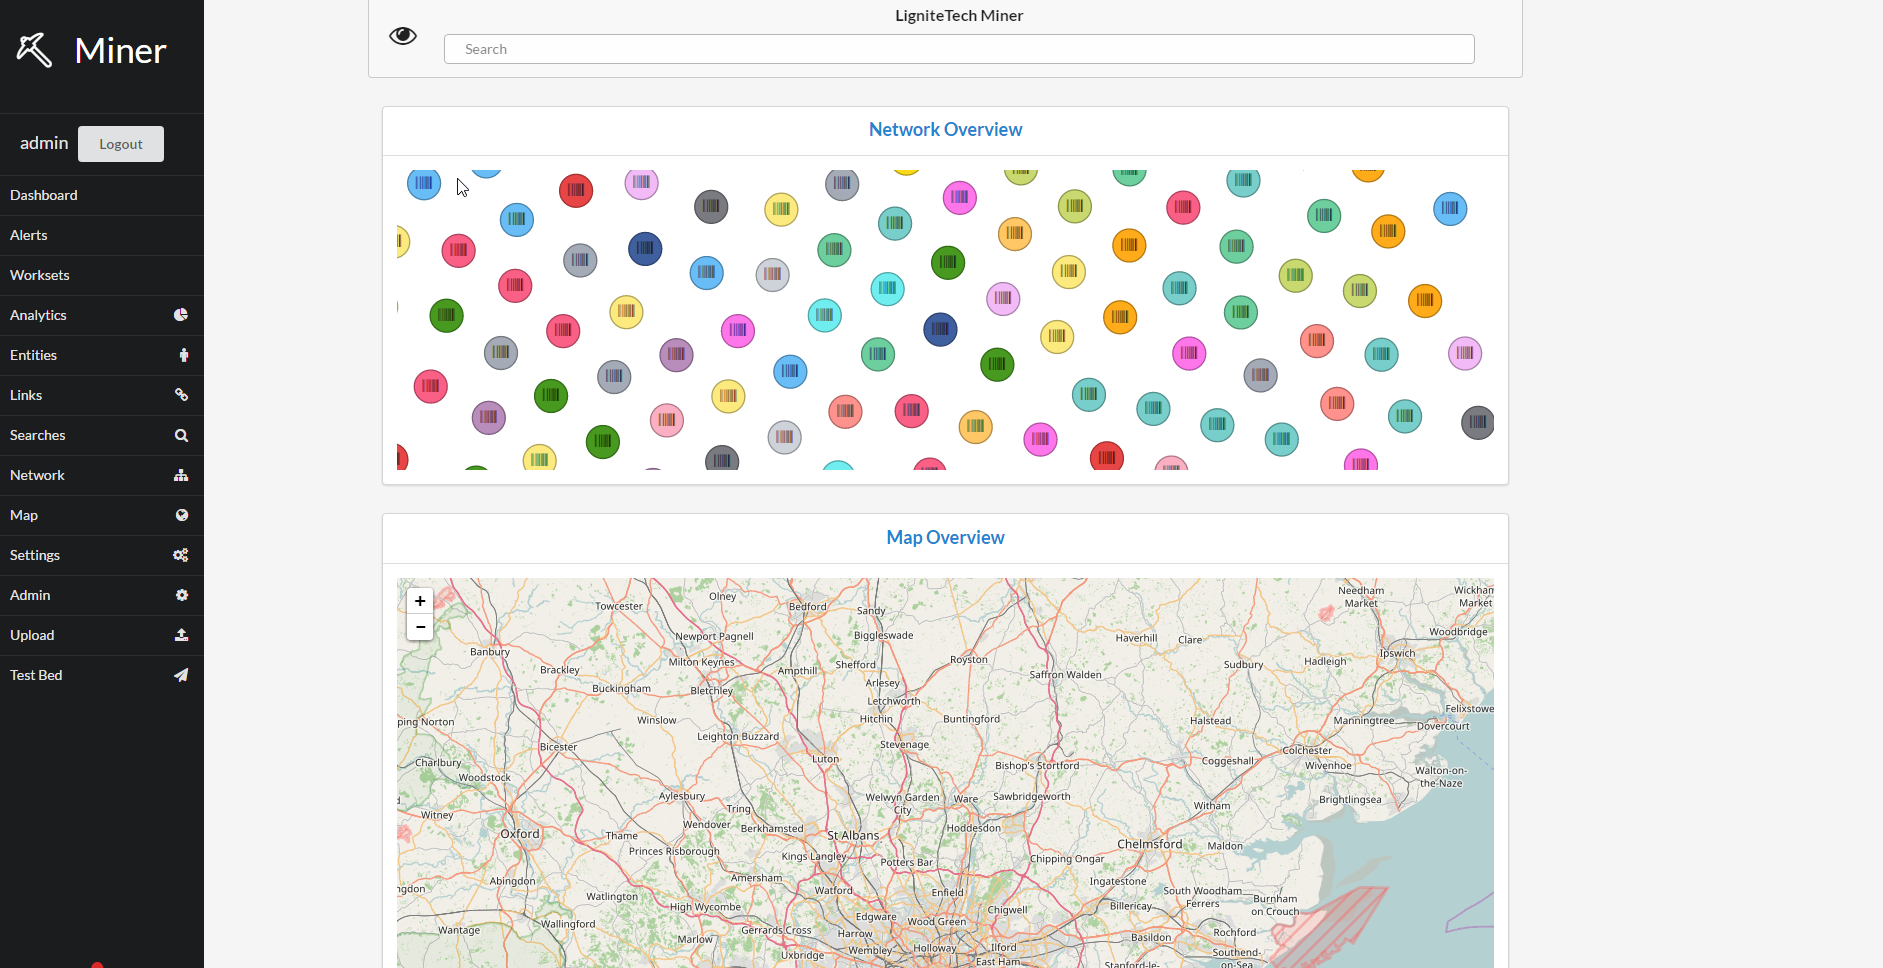 Miner
admin
Logout
Dashboard
Alerts
Worksets
Analytics
Entities
Links
Searches
Network
Map
Settings
Admin
Upload
Test Bed
LigniteTech Miner
Search
Network Overview
Map Overview
+
−
Olney
Needham
Market
Wickham
Market
Towcester
Bedford
Sandy
Newport Pagnell
Biggleswade
Haverhill
Clare
Woodbridge
Banbury
Milton Keynes
Shefford
Royston
Sudbury
Hadleigh
Ipswich
Brackley
Ampthill
Saffron Walden
Buckingham
Bletchley
Arlesey
Letchworth
Felixstowe
ping Norton
Winslow
Hitchin
Buntingford
Halstead
Manningtree
Dovercourt
Leighton Buzzard
Stevenage
Bicester
Luton
Colchester
Charlbury
Bishop's Stortford
Coggeshall
Wivenhoe
Woodstock
Walton-on-
the-Naze
Aylesbury
Welwyn Garden
City
Ware
Sawbridgeworth
Brightlingsea
Tring
Witham
Witney
Wendover
Berkhamsted
Hoddesdon
Oxford
Thame
St Albans
Chelmsford
Maldon
Princes Risborough
Kings Langley
Potters Bar
Chipping Ongar
Abingdon
Amersham
Ingatestone
ngdon
Watlington
Watford
Enfield
South Woodham
Ferrers
Burnham
on Crouch
High Wycombe
Chigwell
Billericay
Wallingford
Edgware
Wood Green
Wantage
Gerrards Cross
Harrow
Rochford
Marlow
Basildon
Wembley
Holloway
Ilford
Uxbridge
East Ham
Stanford-le-
Southend-
on-Sea